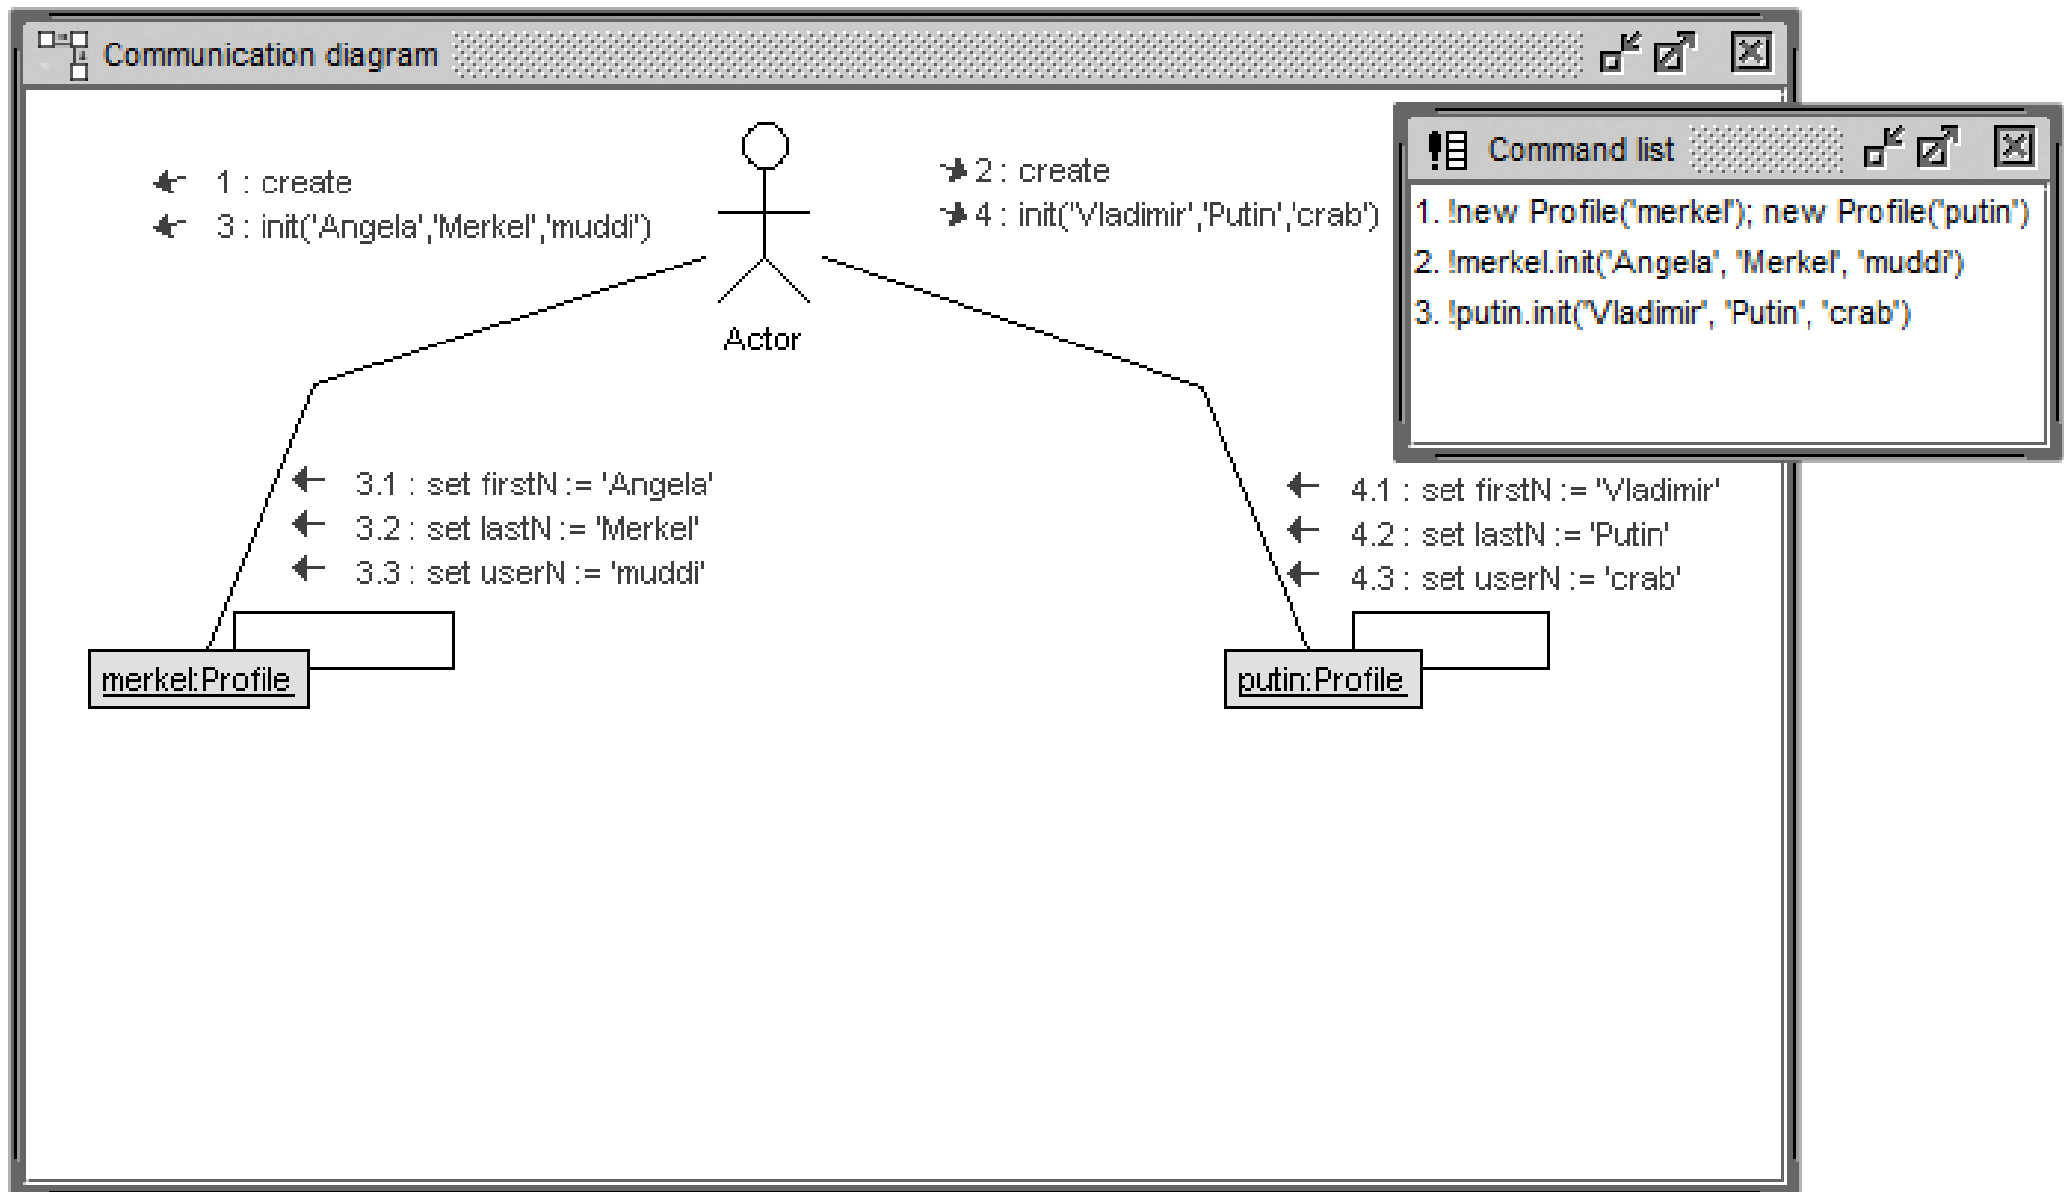 Communication diagram
1 : create
3 : init('Angela','Merkel','muddi')
2 : create
4 : init('Vladimir','Putin','crab')
Actor
3.1 : set firstN := 'Angela'
3.2 : set lastN := 'Merkel'
3.3 : set userN := 'muddi'
4.1 : set firstN := 'Vladimir'
4.2 : set lastN := 'Putin'
4.3 : set userN := 'crab'
merkel:Profile
putin:Profile
Command list
1. !new Profile('merkel'); new Profile('putin')
2. !merkel.init('Angela', 'Merkel', 'muddi')
3. !putin.init('Vladimir', 'Putin', 'crab')